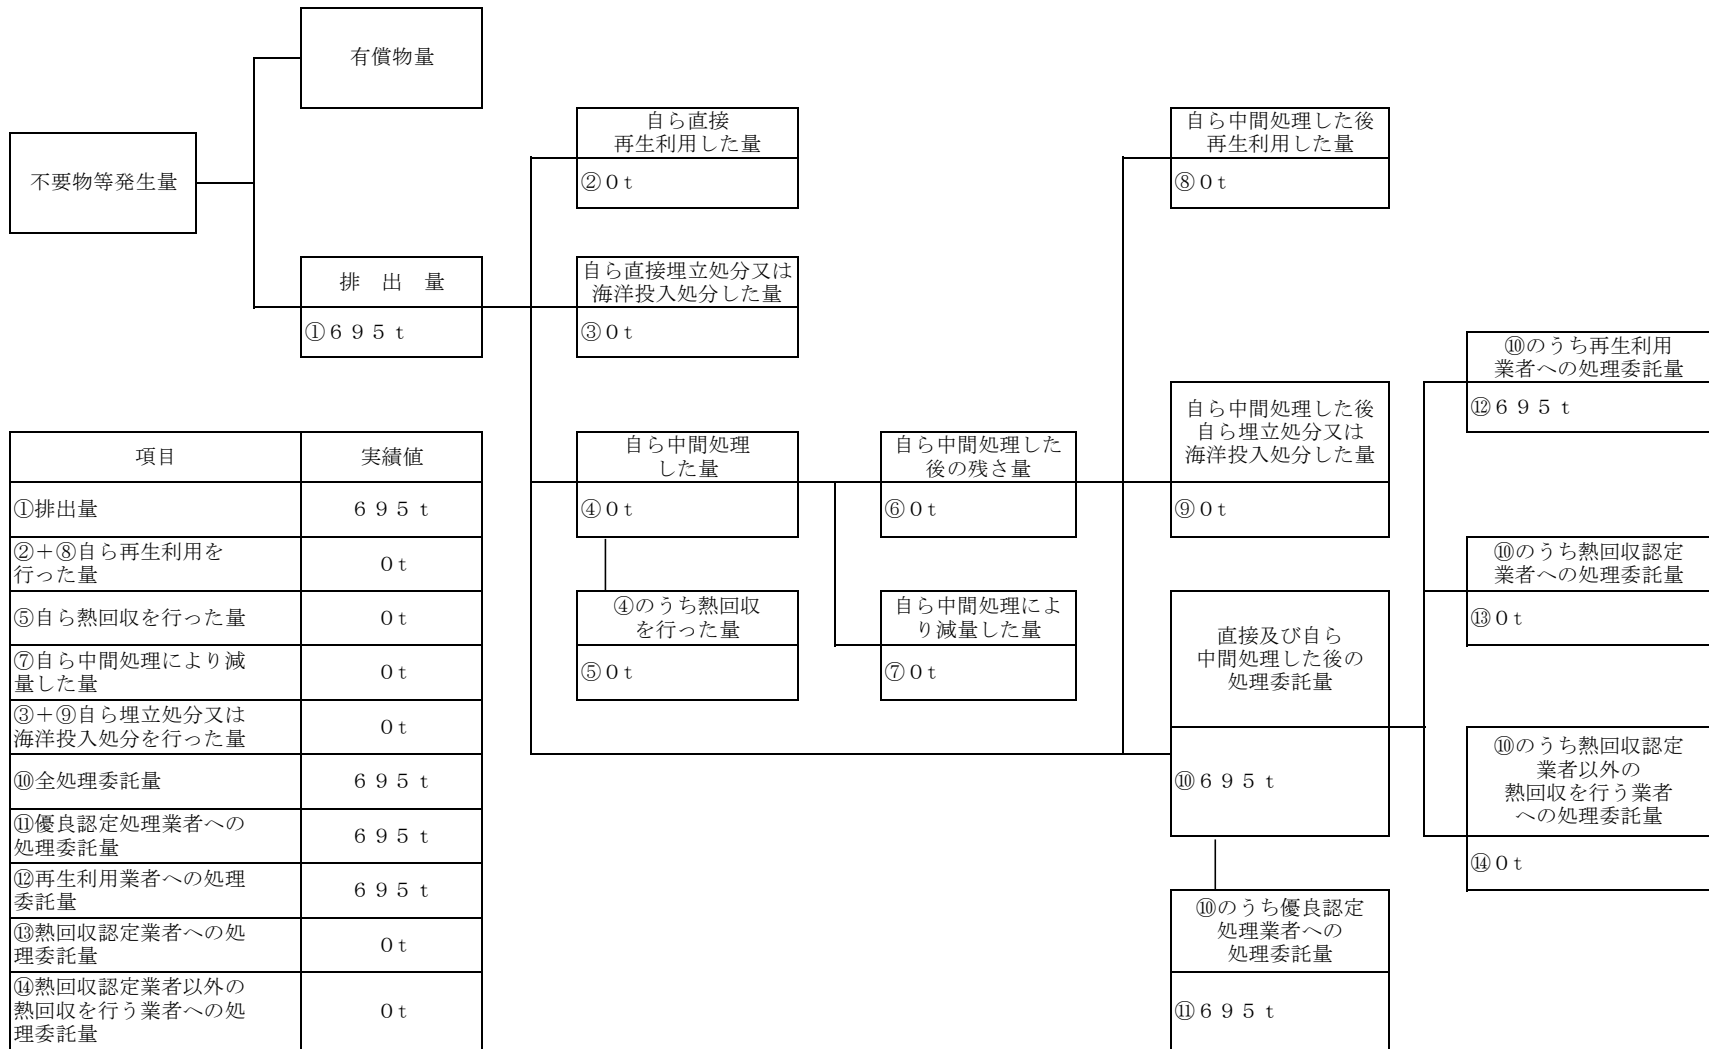 有償物量
不要物等発生量
排　出　量
①６９５ｔ
自ら直接
再生利用した量
②０ｔ
自ら直接埋立処分又は
海洋投入処分した量
③０ｔ
自ら中間処理
した量
④０ｔ
④のうち熱回収
を行った量
⑤０ｔ
自ら中間処理した
後の残さ量
⑥０ｔ
自ら中間処理によ
り減量した量
⑦０ｔ
自ら中間処理した後
再生利用した量
⑧０ｔ
自ら中間処理した後
自ら埋立処分又は
海洋投入処分した量
⑨０ｔ
直接及び自ら
中間処理した後の
処理委託量
⑩６９５ｔ
⑩のうち優良認定
処理業者への
処理委託量
⑪６９５ｔ
⑩のうち再生利用
業者への処理委託量
⑫６９５ｔ
⑩のうち熱回収認定
業者への処理委託量
⑬０ｔ
⑩のうち熱回収認定
業者以外の
熱回収を行う業者
への処理委託量
⑭０ｔ
項目　実績値
①排出量　６９５ｔ
②＋⑧自ら再生利用を
行った量　０ｔ
⑤自ら熱回収を行った量　０ｔ
⑦自ら中間処理により減
量した量　０ｔ
③＋⑨自ら埋立処分又は
海洋投入処分を行った量　０ｔ
⑩全処理委託量　６９５ｔ
⑪優良認定処理業者への
処理委託量　６９５ｔ
⑫再生利用業者への処理
委託量　６９５ｔ
⑬熱回収認定業者への処
理委託量　０ｔ
⑭熱回収認定業者以外の
熱回収を行う業者への処
理委託量　０ｔ